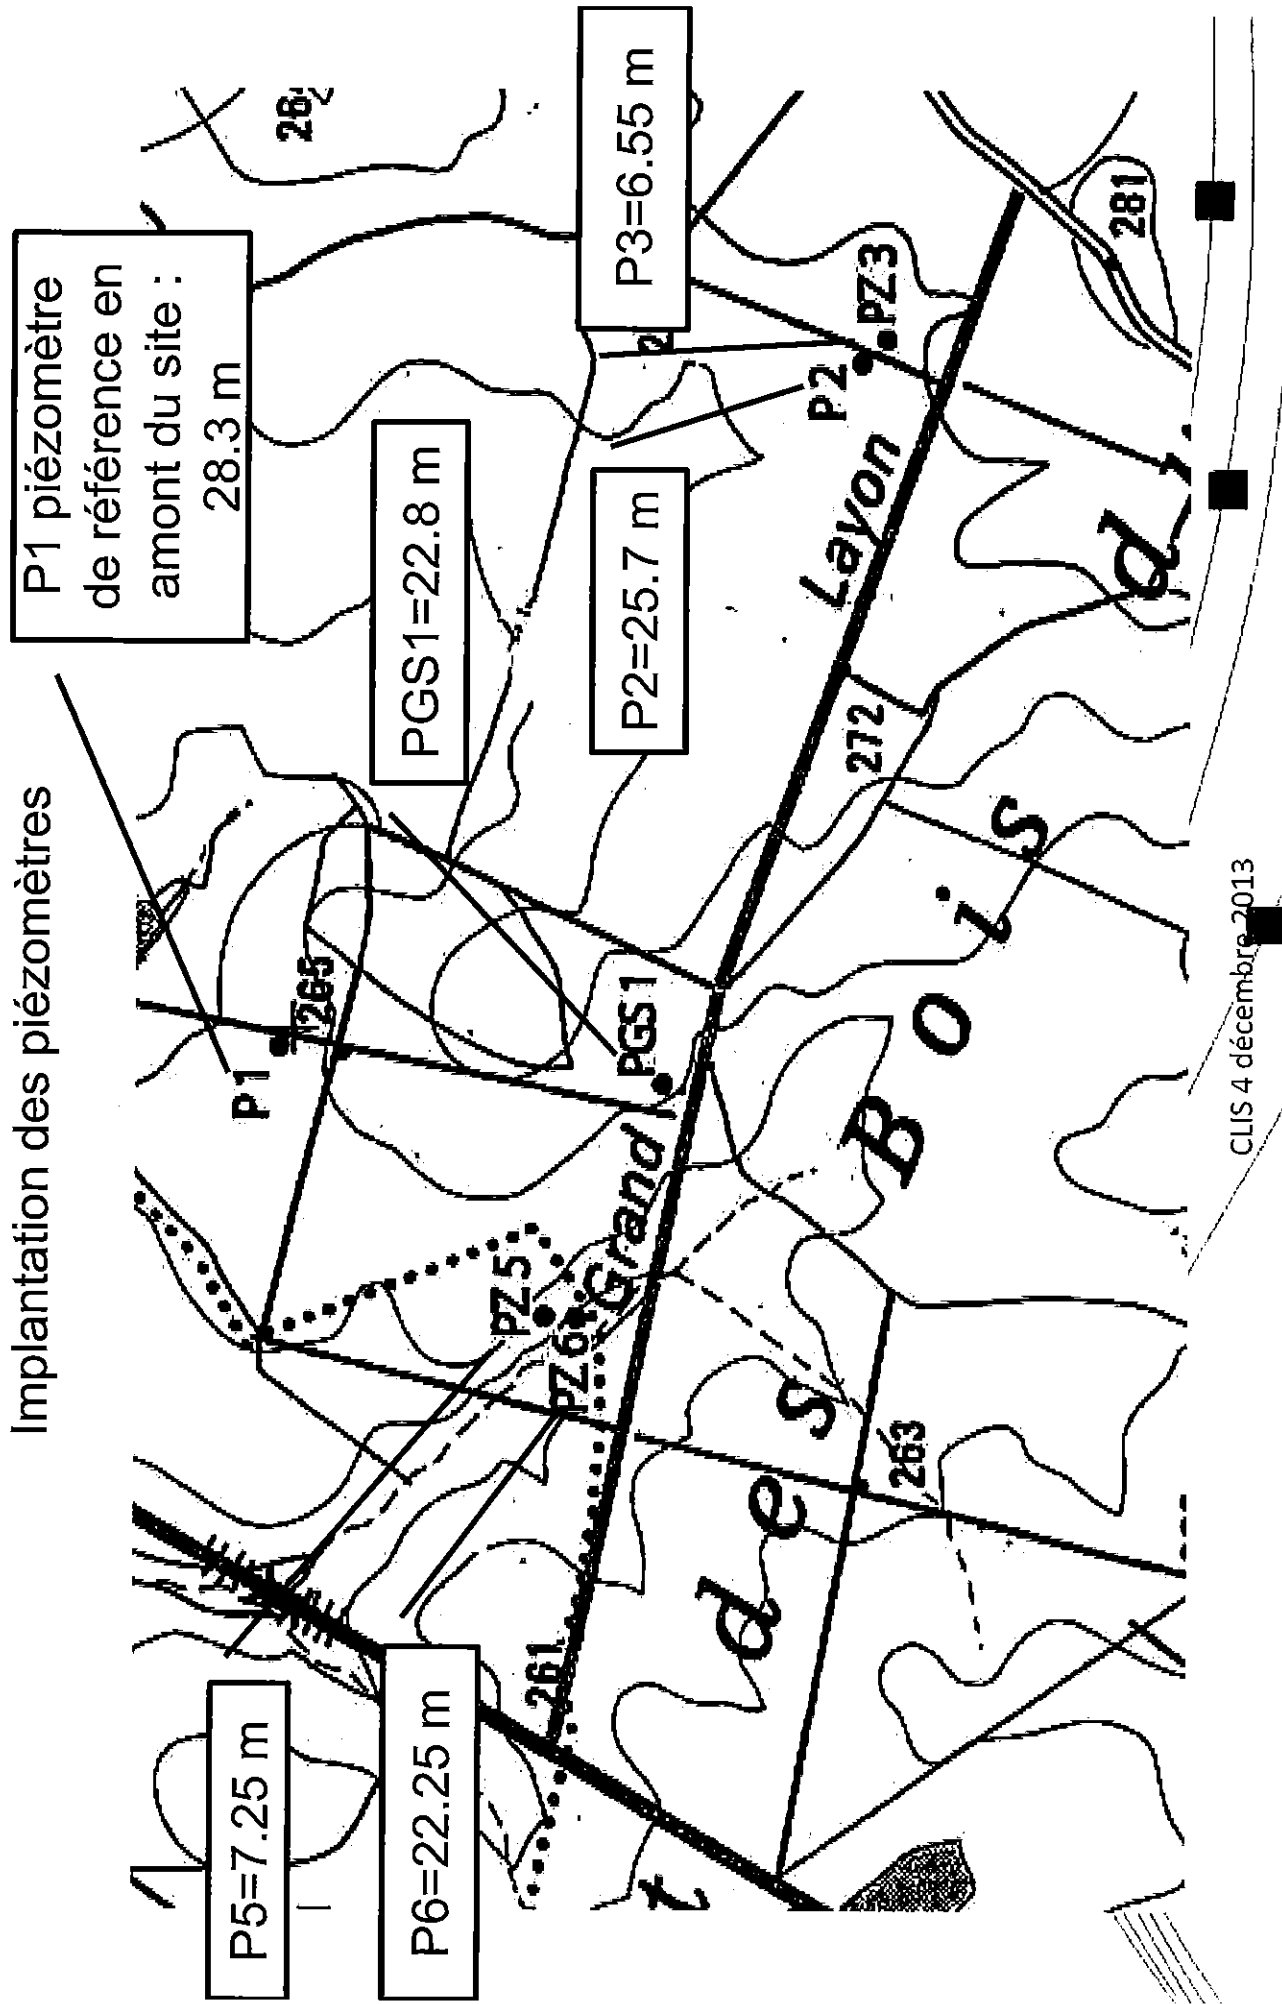 Implantation des piézomètres
P1 piézomètre
de référence en
amont du site :
28.3 m
P5=7.25 m
P6=22.25 m
PGS1=22.8 m
P2=25.7 m
P3=6.55 m
P1
265
PZ5
PZ6
PGS1
P2
PZ3
Grand
Layon
261
263
272
281
des
Bois
d
t
CLIS 4 décembre 2013